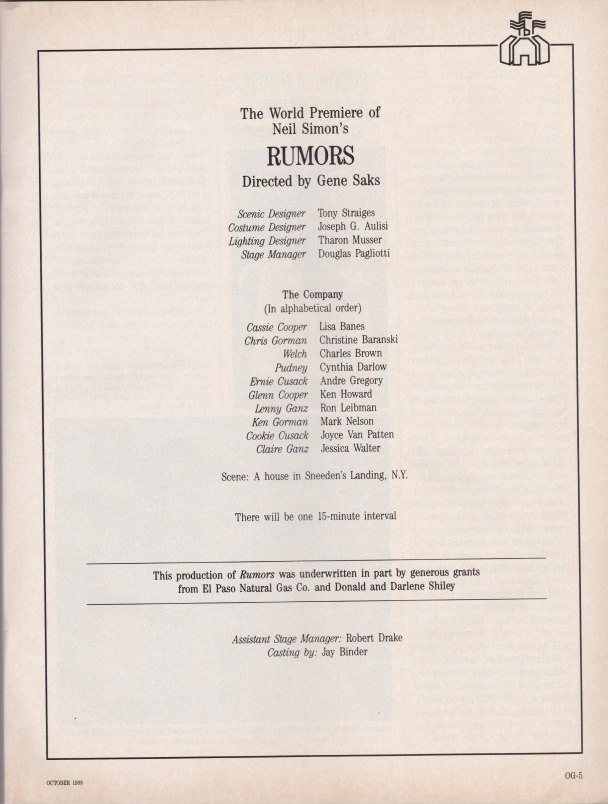 The World Premiere of
Neil Simon's
RUMORS
Directed by Gene Saks
Scenic Designer Tony Straiges
Costume Designer Joseph G. Aulisi
Lighting Designer Tharon Musser
Stage Manager Douglas Pagliotti
The Company
(In alphabetical order)
Cassie Cooper Lisa Banes
Chris Gorman Christine Baranski
Welch Charles Brown
Pudney Cynthia Darlow
Ernie Cusack Andre Gregory
Glenn Cooper Ken Howard
Lenny Ganz Ron Leibman
Ken Gorman Mark Nelson
Cookie Cusack Joyce Van Patten
Claire Ganz Jessica Walter
Scene: A house in Sneeden's Landing, N.Y.
There will be one 15-minute interval
This production of Rumors was underwritten in part by generous grants
from El Paso Natural Gas Co. and Donald and Darlene Shiley
Assistant Stage Manager: Robert Drake
Casting by: Jay Binder
OCTOBER 1988
OG-5